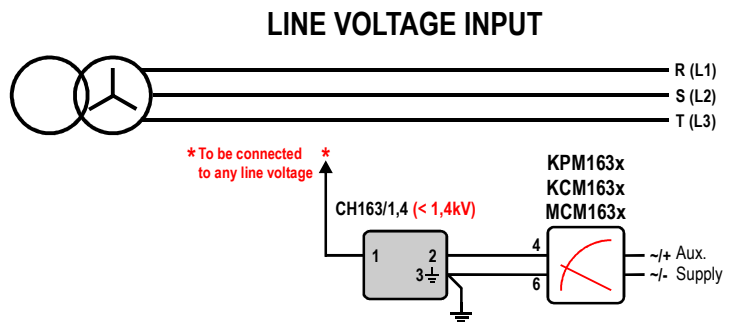 LINE VOLTAGE INPUT
R (L1)
S (L2)
T (L3)
* To be connected *
to any line voltage
KPM163x
KCM163x
MCM163x
CH163/1,4 (< 1,4kV)
1 2 4 ~/+ Aux.
3 6 ~/- Supply